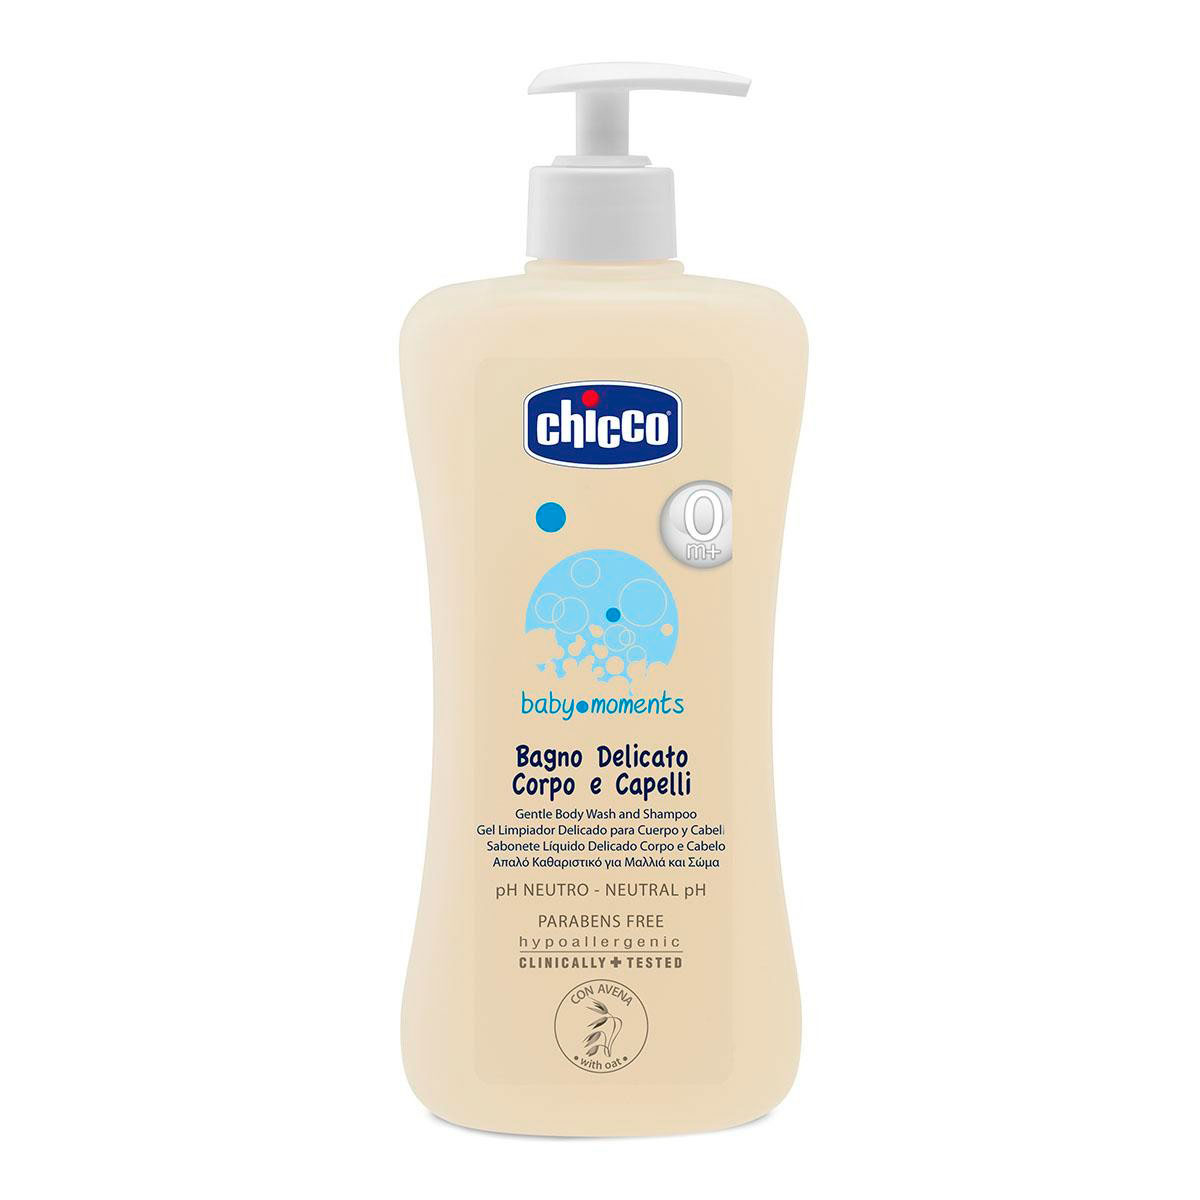 chicco
0
m+
baby moments
Bagno Delicato
Corpo e Capelli
Gentle Body Wash and Shampoo
Gel Limpiador Delicado para Cuerpo y
Sabonete Líquido Delicado Corpo e Cabelo
Απαλό Καθαριστικό για Μαλλιά και Σώμα
pH NEUTRO - NEUTRAL pH
PARABENS FREE
hypoallergenic
CLINICALLY + TESTED
CON AVENA
• with oat •